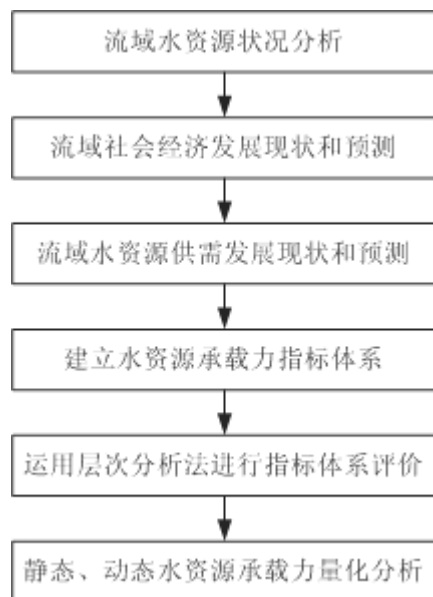 流域水资源状况分析
流域社会经济发展现状和预测
流域水资源供需发展现状和预测
建立水资源承载力指标体系
运用层次分析法进行指标体系评价
静态、动态水资源承载力量化分析